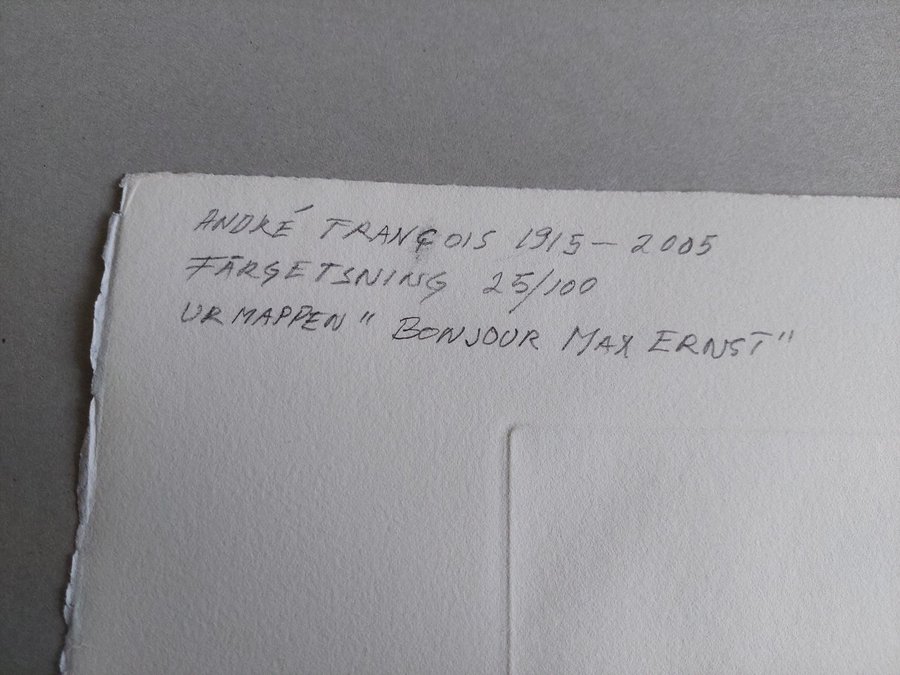 ANDRÉ FRANÇOIS 1915 – 2005
FÄRGETSNING 25/100
UR MAPPEN " BONJOUR MAX ERNST"